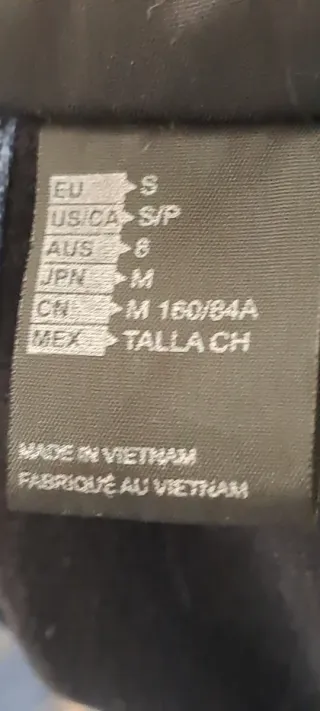 EU S
US/CA S/P
AUS 8
JPN M
CN M 160/84A
MEX TALLA CH
MADE IN VIETNAM
FABRIQUÉ AU VIETNAM